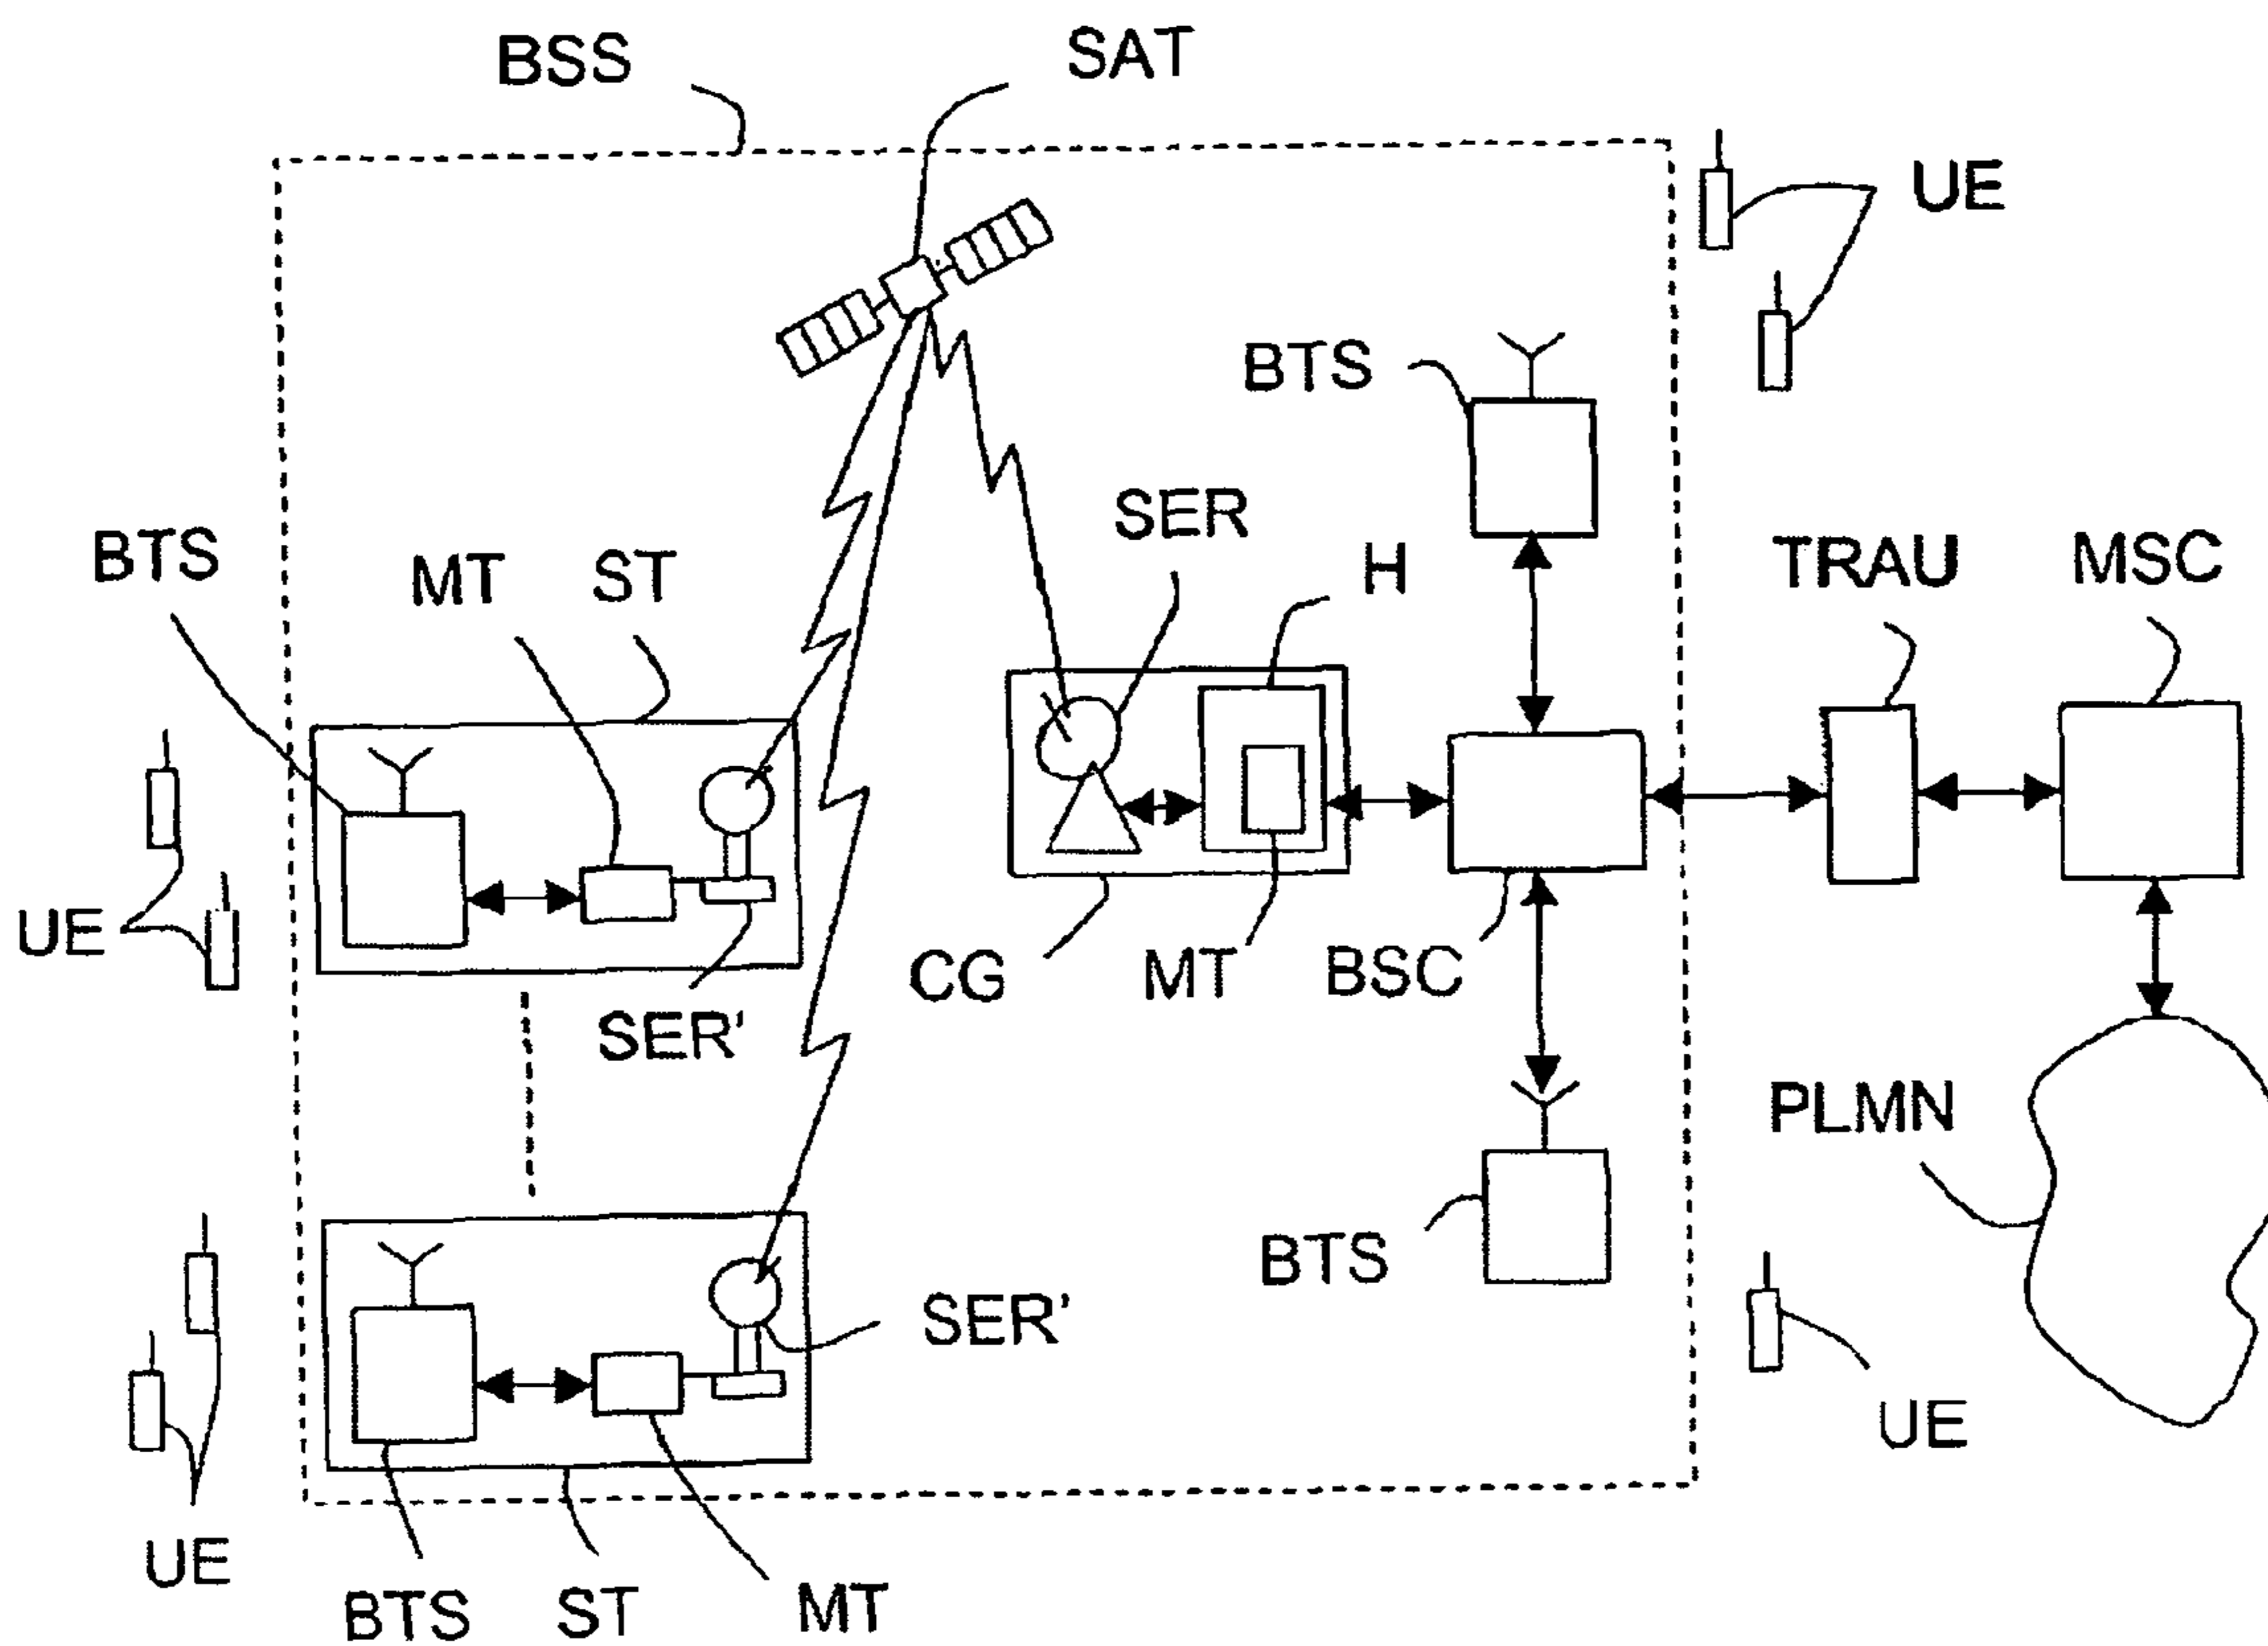 BSS
SAT
UE
BTS
SER
BTS
MT
ST
H
TRAU
MSC
UE
CG
MT
BSC
SER'
PLMN
BTS
SER'
UE
UE
BTS
ST
MT